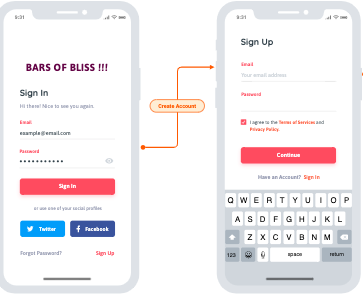 9:31
BARS OF BLISS !!!
Sign In
Hi there! Nice to see you again.
Email
example@email.com
Password
Sign In
or use one of your social profiles.
Twitter
Facebook
Forgot Password?
Sign Up
Create Account
9:31
Sign Up
Email
Your email address
Password
I agree to the Terms of Services and
Privacy Policy.
Continue
Have an Account? Sign In
Q W E R T Y U I O P
A S D F G H J K L
Z X C V B N M
123 space return